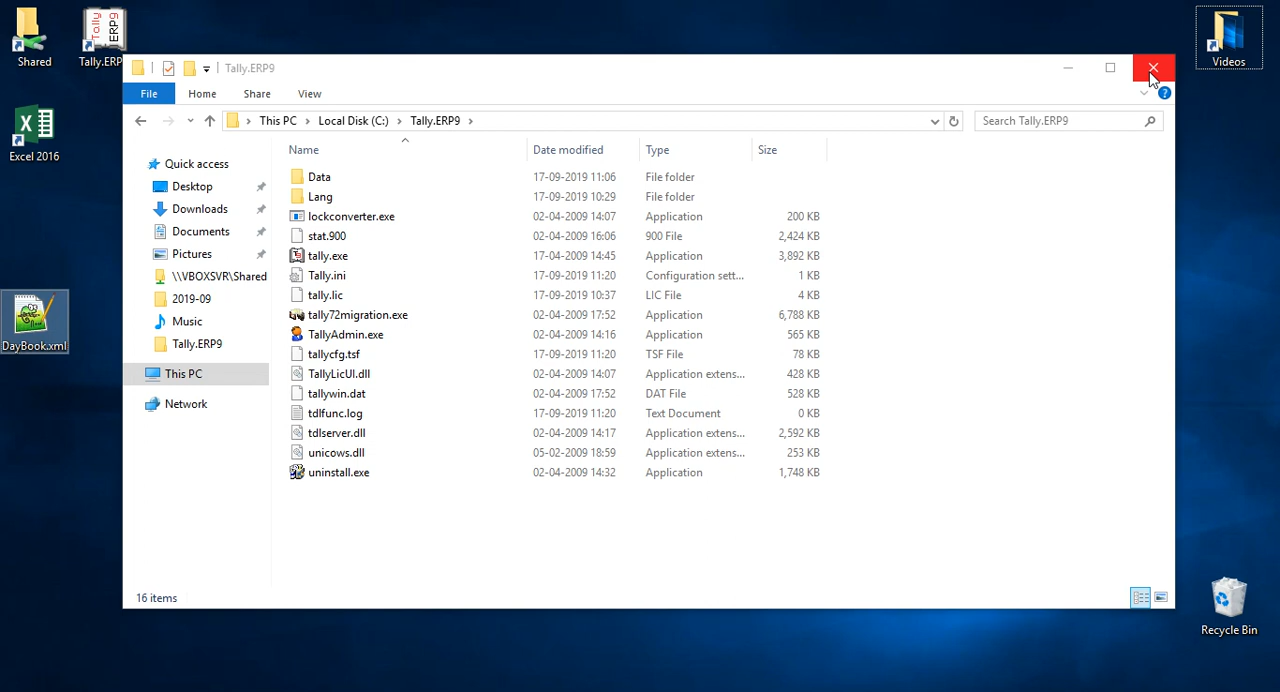 Shared
Tally.ERP
Excel 2016
DayBook.xml
Videos
Recycle Bin
Tally.ERP9
File Home Share View
This PC Local Disk (C:) Tally.ERP9
Search Tally.ERP9
Quick access
Desktop
Downloads
Documents
Pictures
\\VBOXSVR\Shared
2019-09
Music
Tally.ERP9
This PC
Network
Name Date modified Type Size
Data 17-09-2019 11:06 File folder
Lang 17-09-2019 10:29 File folder
lockconverter.exe 02-04-2009 14:07 Application 200 KB
stat.900 02-04-2009 16:06 900 File 2,424 KB
tally.exe 17-04-2009 14:45 Application 3,892 KB
Tally.ini 17-09-2019 11:20 Configuration sett... 1 KB
tally.lic 17-09-2019 10:37 LIC File 4 KB
tally72migration.exe 02-04-2009 17:52 Application 6,788 KB
TallyAdmin.exe 02-04-2009 14:16 Application 565 KB
tallycfg.tsf 17-09-2019 11:20 TSF File 78 KB
TallyLicUI.dll 02-04-2009 14:07 Application extens... 428 KB
tallywin.dat 02-04-2009 17:52 DAT File 528 KB
tdlfunc.log 17-09-2019 11:20 Text Document 0 KB
tdlserver.dll 02-04-2009 14:17 Application extens... 2,592 KB
unicows.dll 05-02-2009 18:59 Application extens... 253 KB
uninstall.exe 02-04-2009 14:32 Application 1,748 KB
16 items